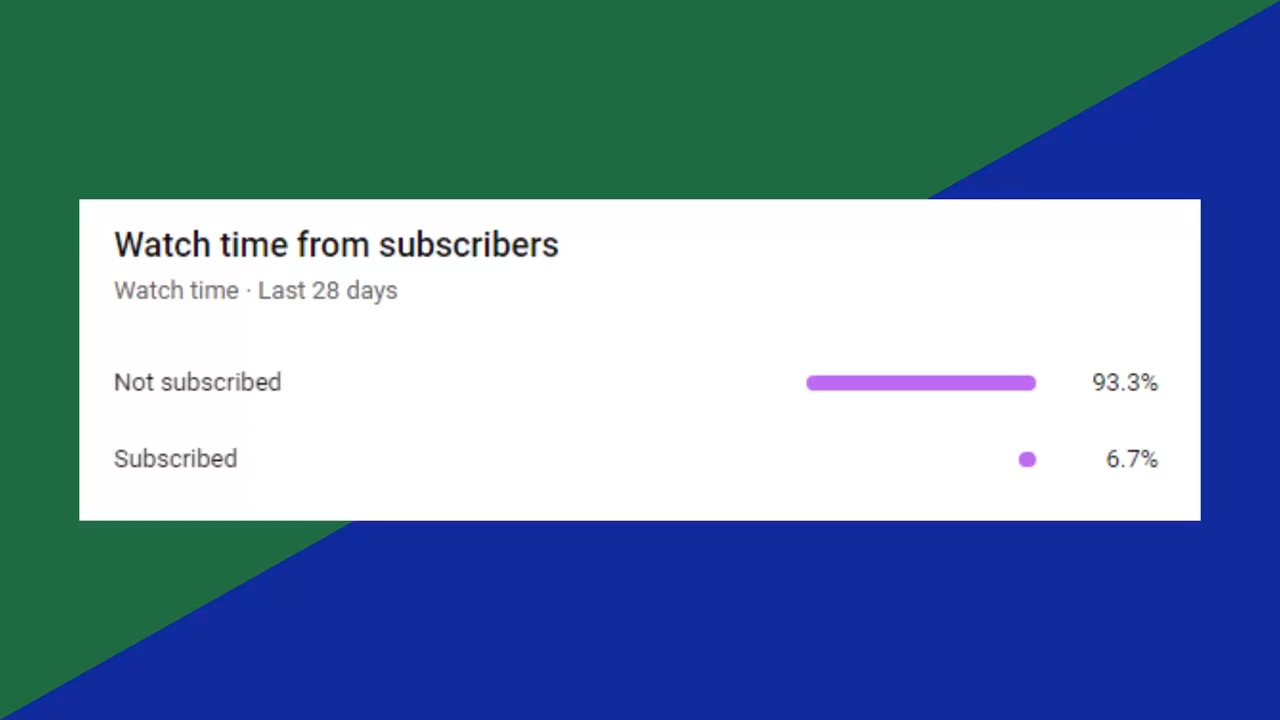 Watch time from subscribers
Watch time · Last 28 days
Not subscribed 93.3%
Subscribed 6.7%